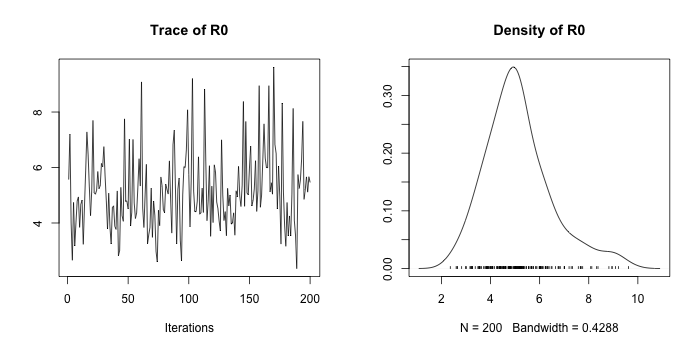 Trace of R0
8
6
4
0 50 100 150 200
Iterations
Density of R0
0.30
0.20
0.10
0.00
2 4 6 8 10
N = 200 Bandwidth = 0.4288